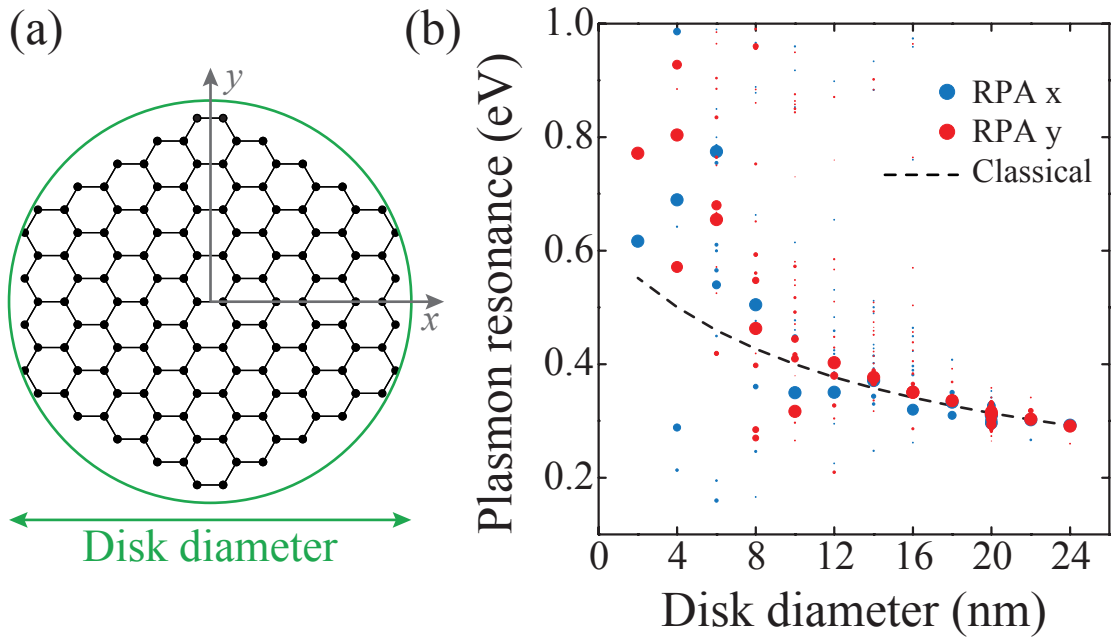 (a)
y
x
Disk diameter
(b)
Plasmon resonance (eV)
1.0
0.8
0.6
0.4
0.2
RPA x
RPA y
Classical
0 4 8 12 16 20 24
Disk diameter (nm)